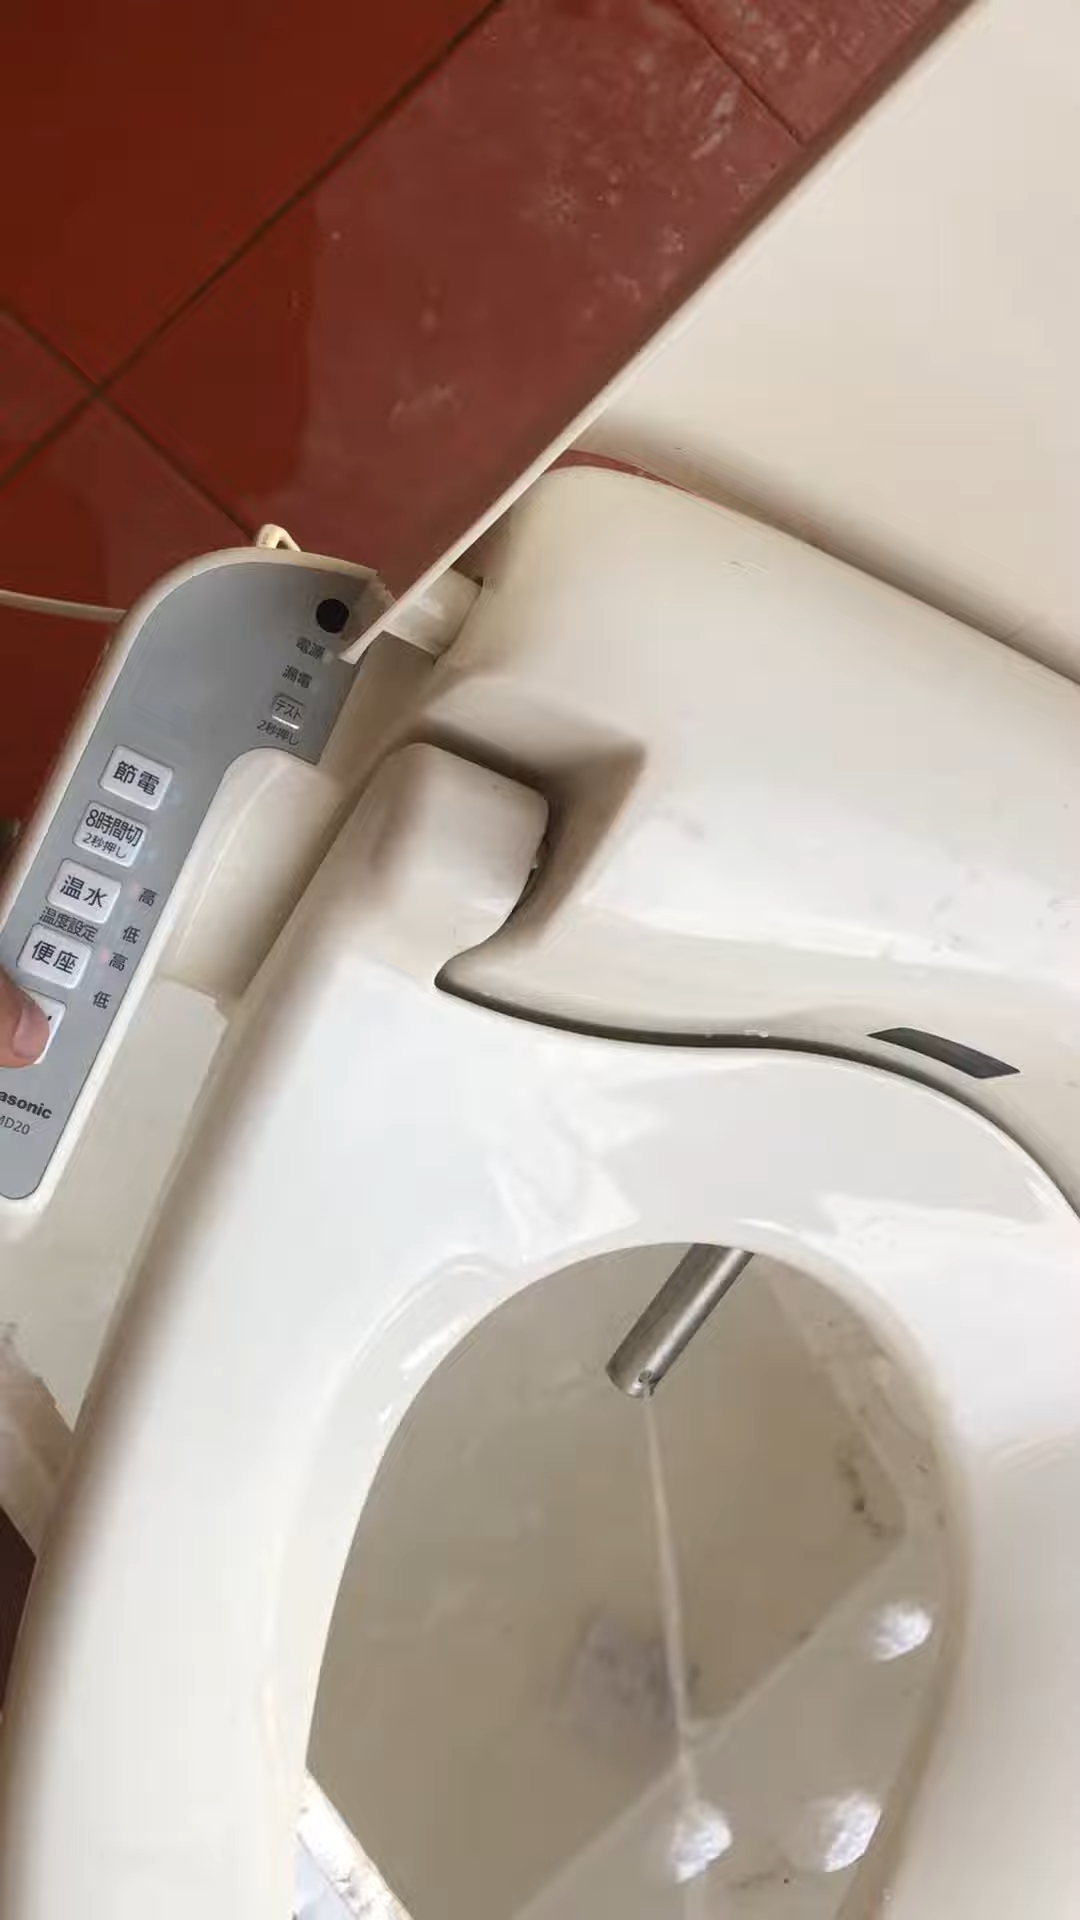 電源
漏電
テスト
2秒押し
節電
8時間切
2秒押し
温水
高
温度設定
低
便座
高
低
asonic
MD20